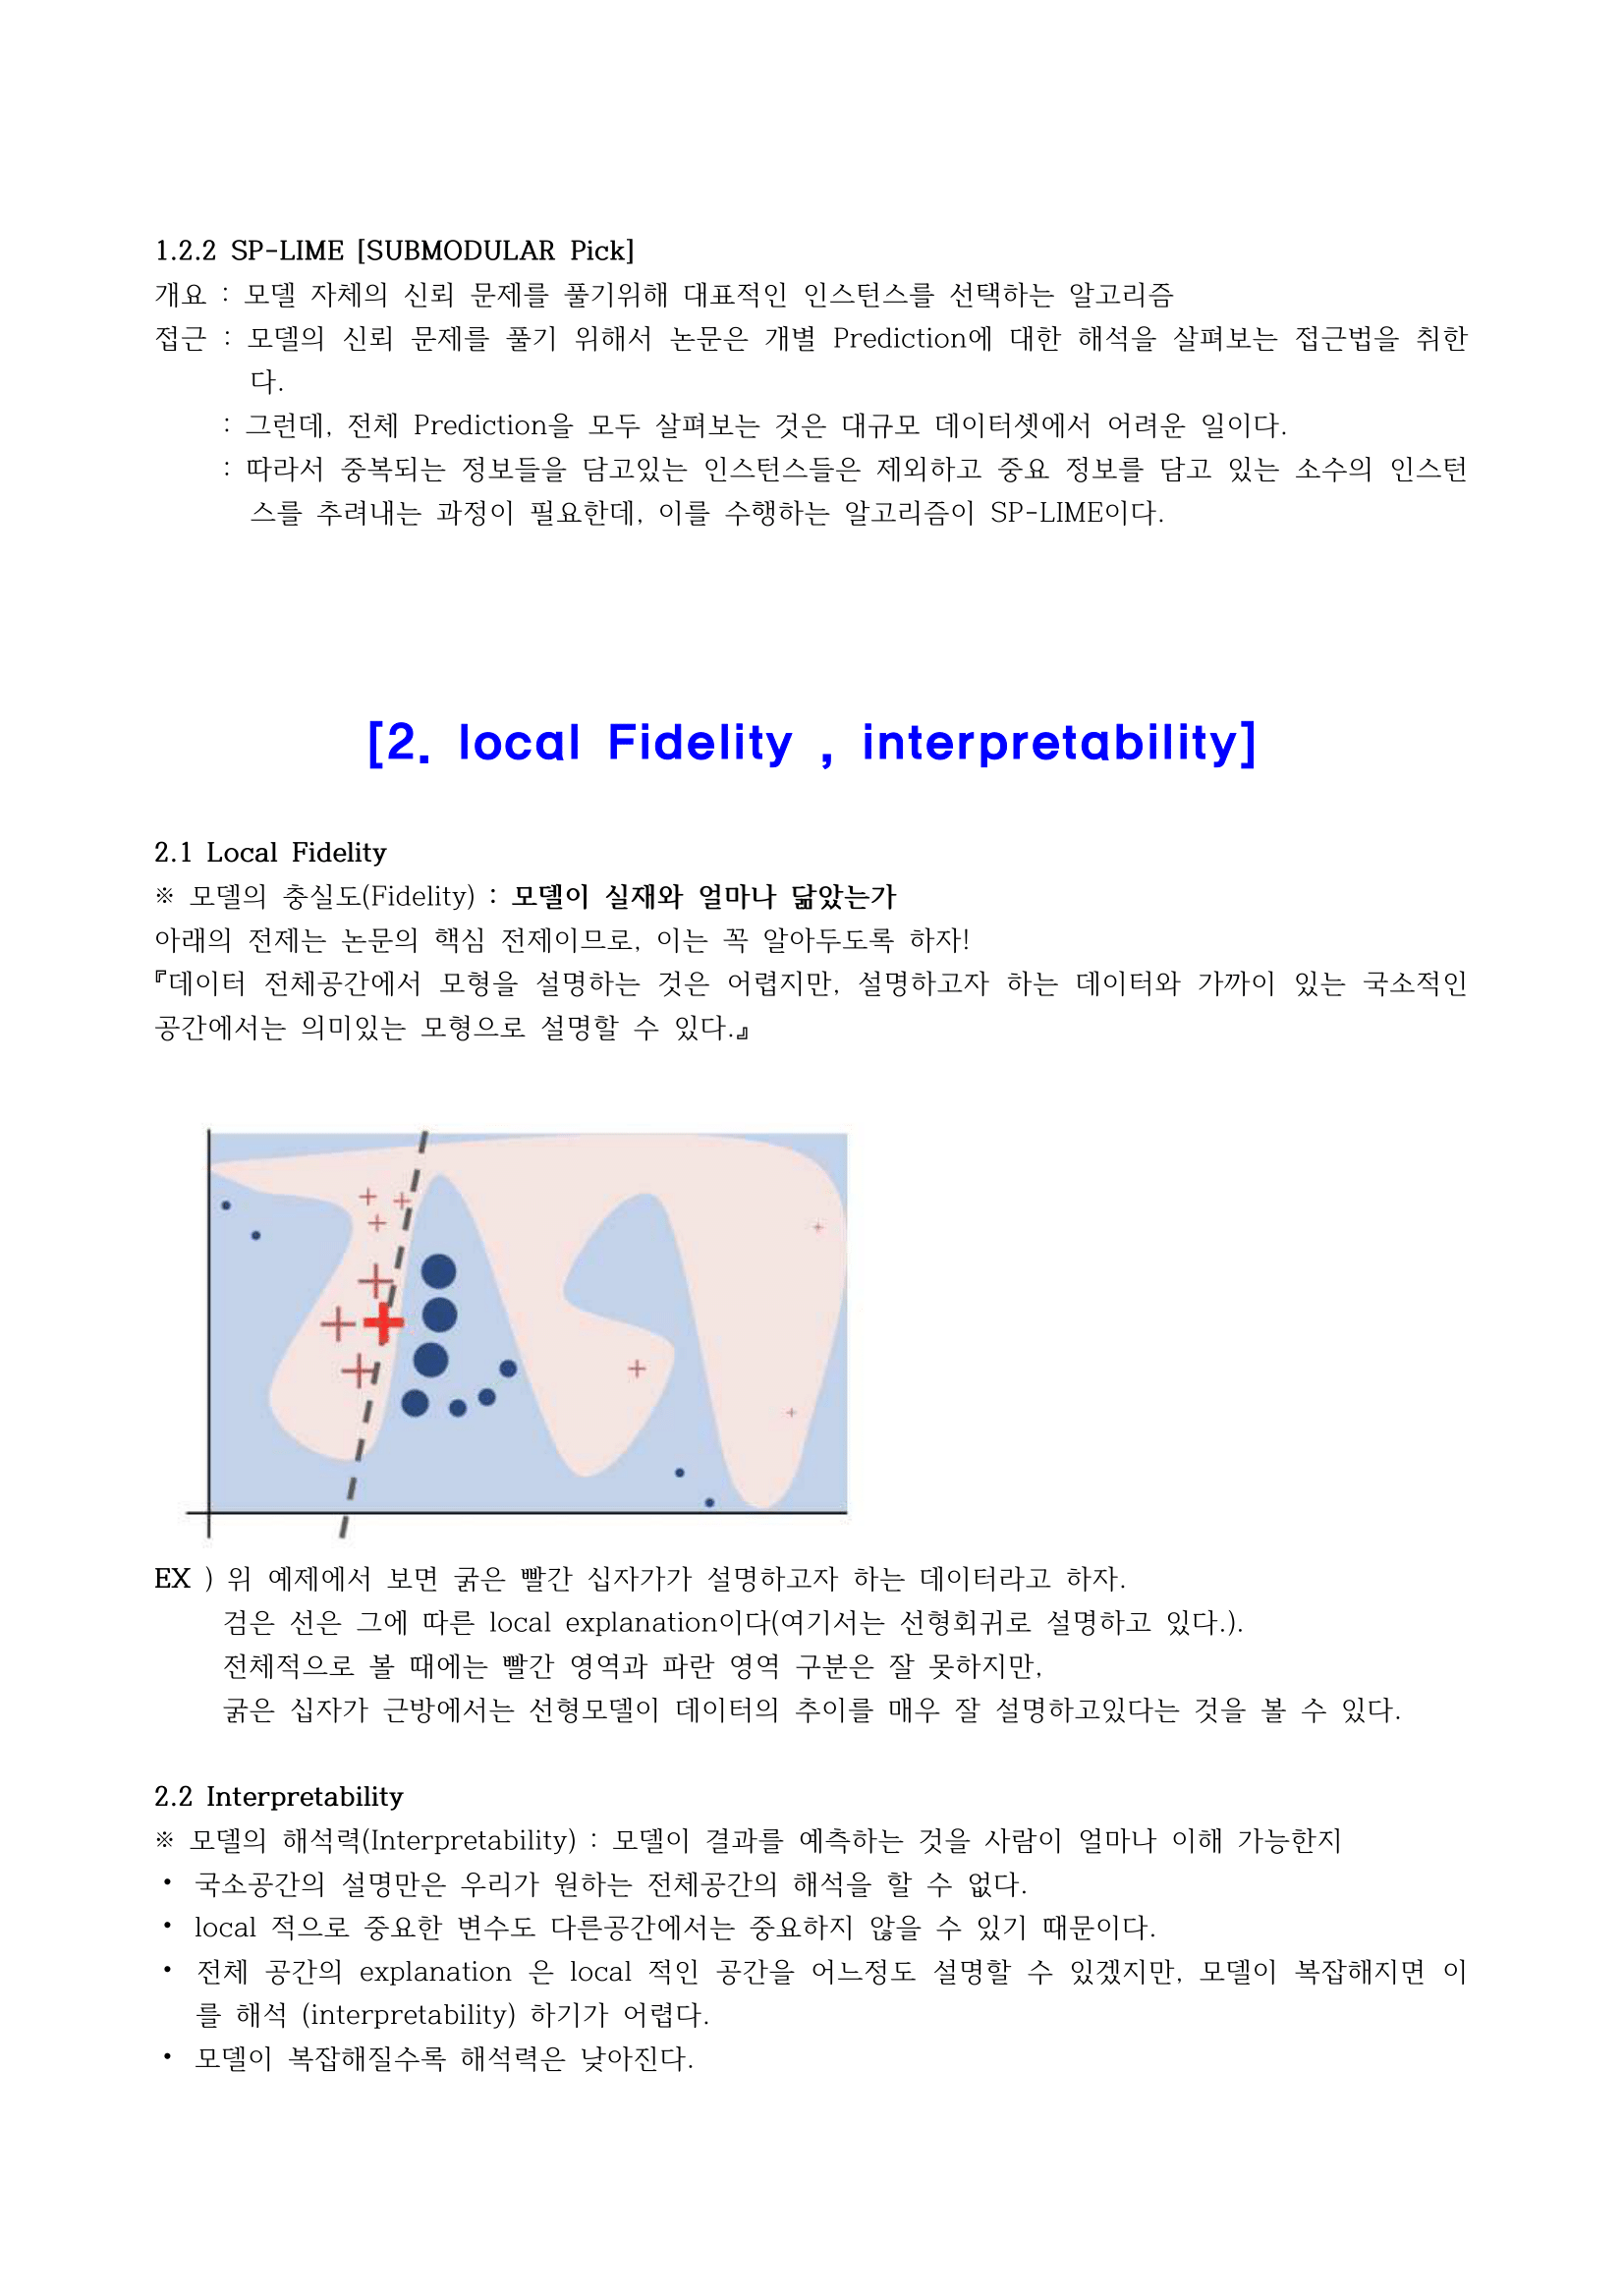 1.2.2 SP-LIME [SUBMODULAR Pick]
개요 : 모델 자체의 신뢰 문제를 풀기위해 대표적인 인스턴스를 선택하는 알고리즘
접근 : 모델의 신뢰 문제를 풀기 위해서 논문은 개별 Prediction에 대한 해석을 살펴보는 접근법을 취한
다.
: 그런데, 전체 Prediction을 모두 살펴보는 것은 대규모 데이터셋에서 어려운 일이다.
: 따라서 중복되는 정보들을 담고있는 인스턴스들은 제외하고 중요 정보를 담고 있는 소수의 인스턴
스를 추려내는 과정이 필요한데, 이를 수행하는 알고리즘이 SP-LIME이다.
[2. local Fidelity , interpretability]
2.1 Local Fidelity
※ 모델의 충실도(Fidelity) : 모델이 실재와 얼마나 닮았는가
아래의 전제는 논문의 핵심 전제이므로, 이는 꼭 알아두도록 하자!
『데이터 전체공간에서 모형을 설명하는 것은 어렵지만, 설명하고자 하는 데이터와 가까이 있는 국소적인
공간에서는 의미있는 모형으로 설명할 수 있다.』
EX ) 위 예제에서 보면 굵은 빨간 십자가가 설명하고자 하는 데이터라고 하자.
검은 선은 그에 따른 local explanation이다(여기서는 선형회귀로 설명하고 있다.).
전체적으로 볼 때에는 빨간 영역과 파란 영역 구분은 잘 못하지만,
굵은 십자가 근방에서는 선형모델이 데이터의 추이를 매우 잘 설명하고있다는 것을 볼 수 있다.
2.2 Interpretability
※ 모델의 해석력(Interpretability) : 모델이 결과를 예측하는 것을 사람이 얼마나 이해 가능한지
• 국소공간의 설명만은 우리가 원하는 전체공간의 해석을 할 수 없다.
• local 적으로 중요한 변수도 다른공간에서는 중요하지 않을 수 있기 때문이다.
• 전체 공간의 explanation 은 local 적인 공간을 어느정도 설명할 수 있겠지만, 모델이 복잡해지면 이
를 해석 (interpretability) 하기가 어렵다.
• 모델이 복잡해질수록 해석력은 낮아진다.